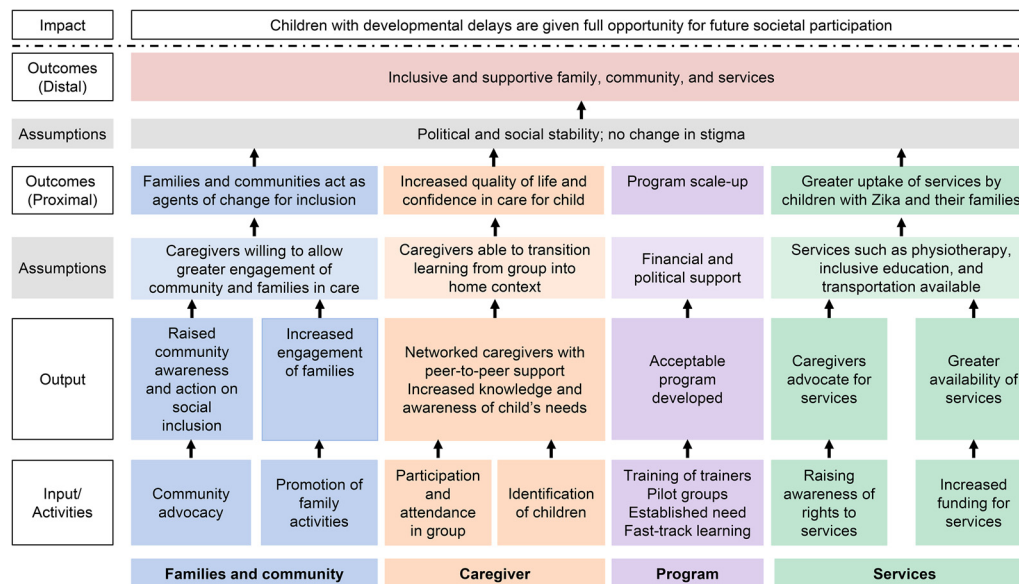 Impact
Children with developmental delays are given full opportunity for future societal participation
Outcomes
(Distal)
Inclusive and supportive family, community, and services
Assumptions
Political and social stability; no change in stigma
Outcomes
(Proximal)
Families and communities act as
agents of change for inclusion
Increased quality of life and
confidence in care for child
Program scale-up
Greater uptake of services by
children with Zika and their families
Assumptions
Caregivers willing to allow
greater engagement of
community and families in care
Caregivers able to transition
learning from group into
home context
Financial and
political support
Services such as physiotherapy,
inclusive education, and
transportation available
Output
Raised
community
awareness
and action on
social
inclusion
Increased
engagement
of families
Networked caregivers with
peer-to-peer support
Increased knowledge and
awareness of child's needs
Acceptable
program
developed
Caregivers
advocate for
services
Greater
availability of
services
Input/
Activities
Community
advocacy
Promotion of
family
activities
Participation
and
attendance
in group
Identification
of children
Training of trainers
Pilot groups
Established need
Fast-track learning
Raising
awareness of
rights to
services
Increased
funding for
services
Families and community
Caregiver
Program
Services